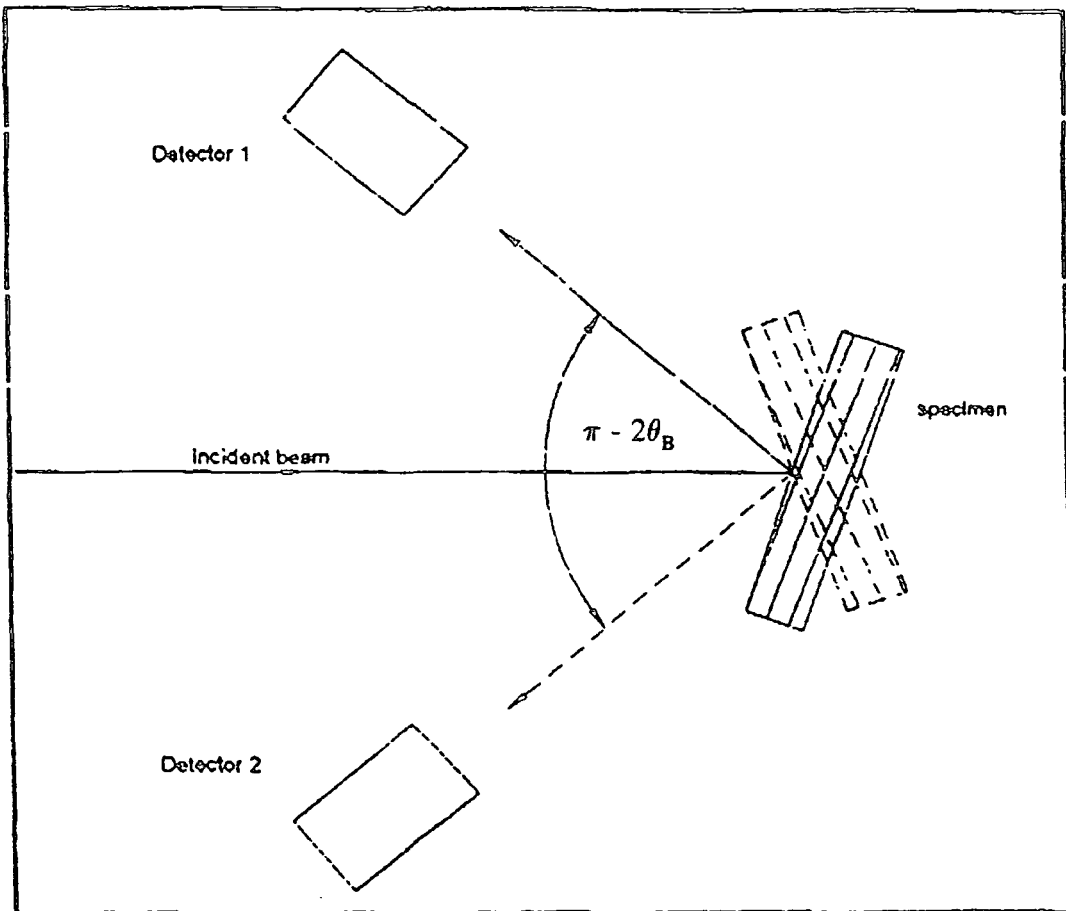 Detector 1
specimen
π - 2θB
incident beam
Detector 2